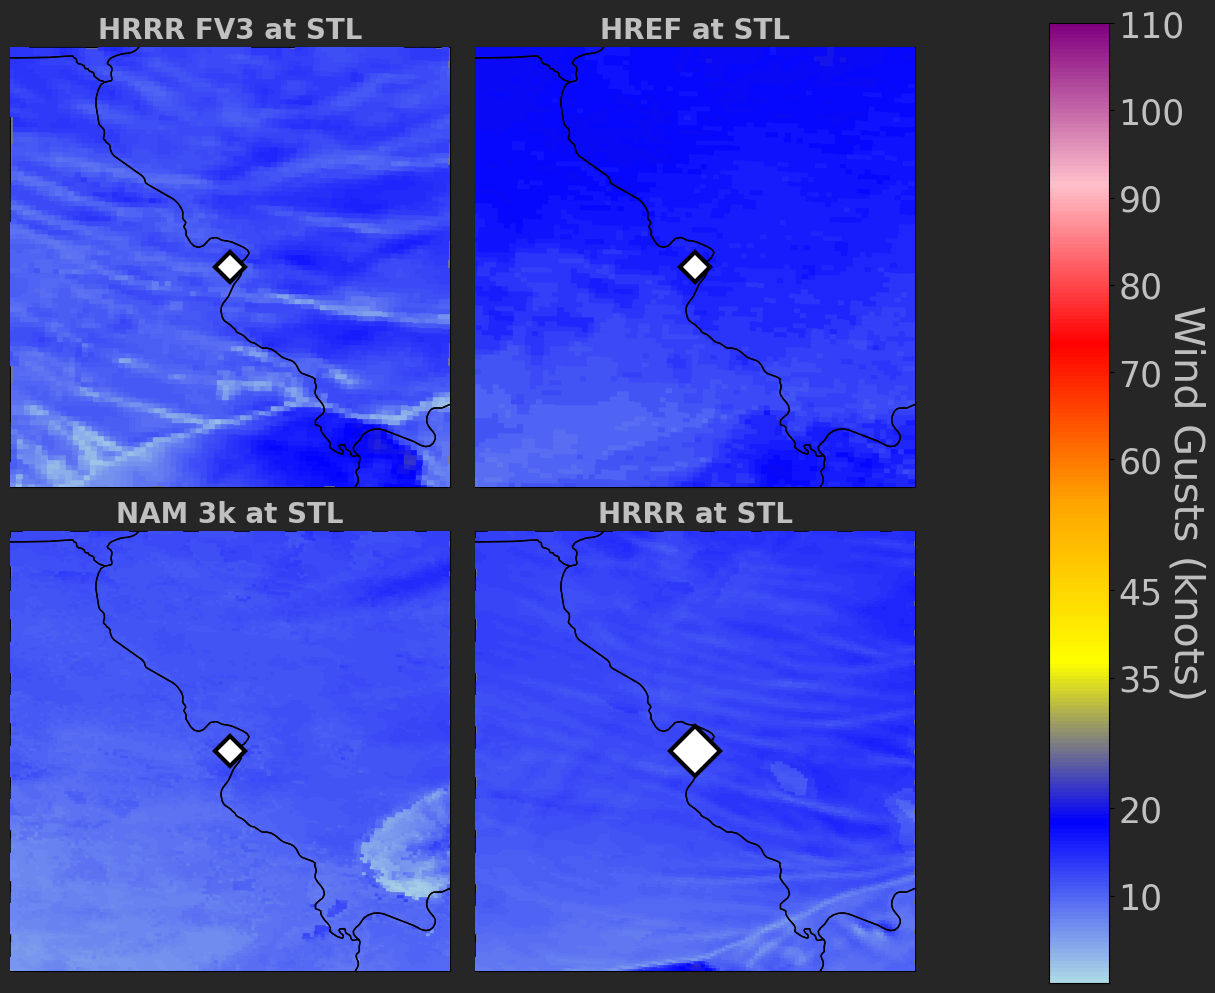 HRRR FV3 at STL
HREF at STL
NAM 3k at STL
HRRR at STL
110
100
90
80
70
60
45
35
20
10
Wind Gusts (knots)